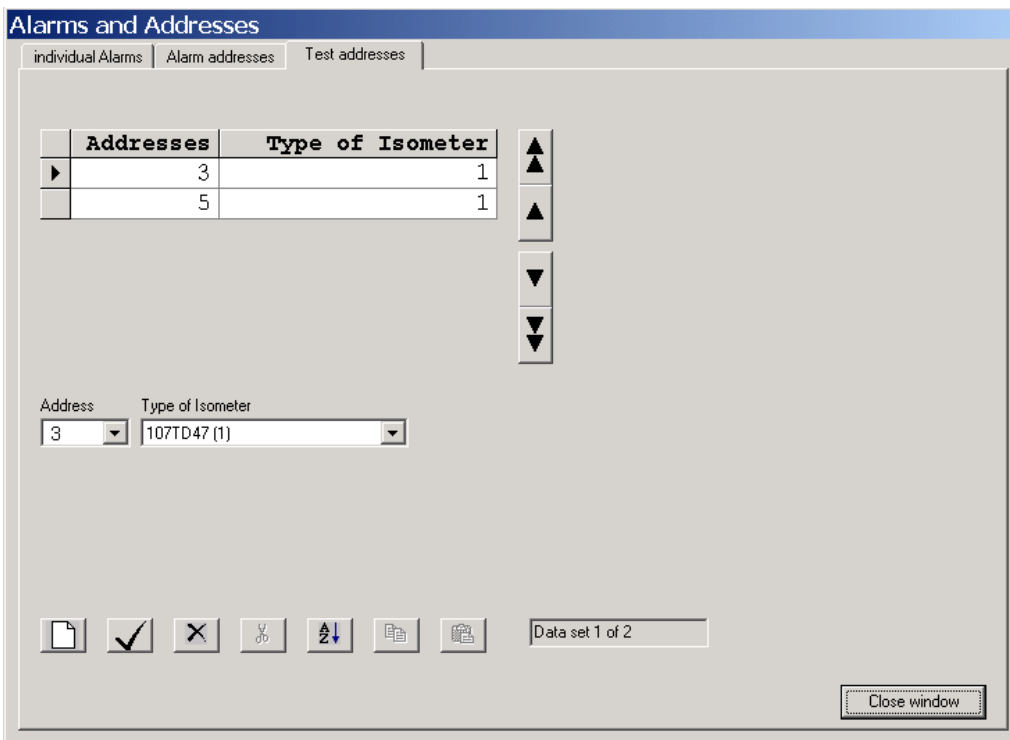 Alarms and Addresses
individual Alarms Alarm addresses Test addresses
Addresses Type of Isometer
3 1
5 1
Address Type of Isometer
3 107TD47 (1)
A Z
Data set 1 of 2
Close window